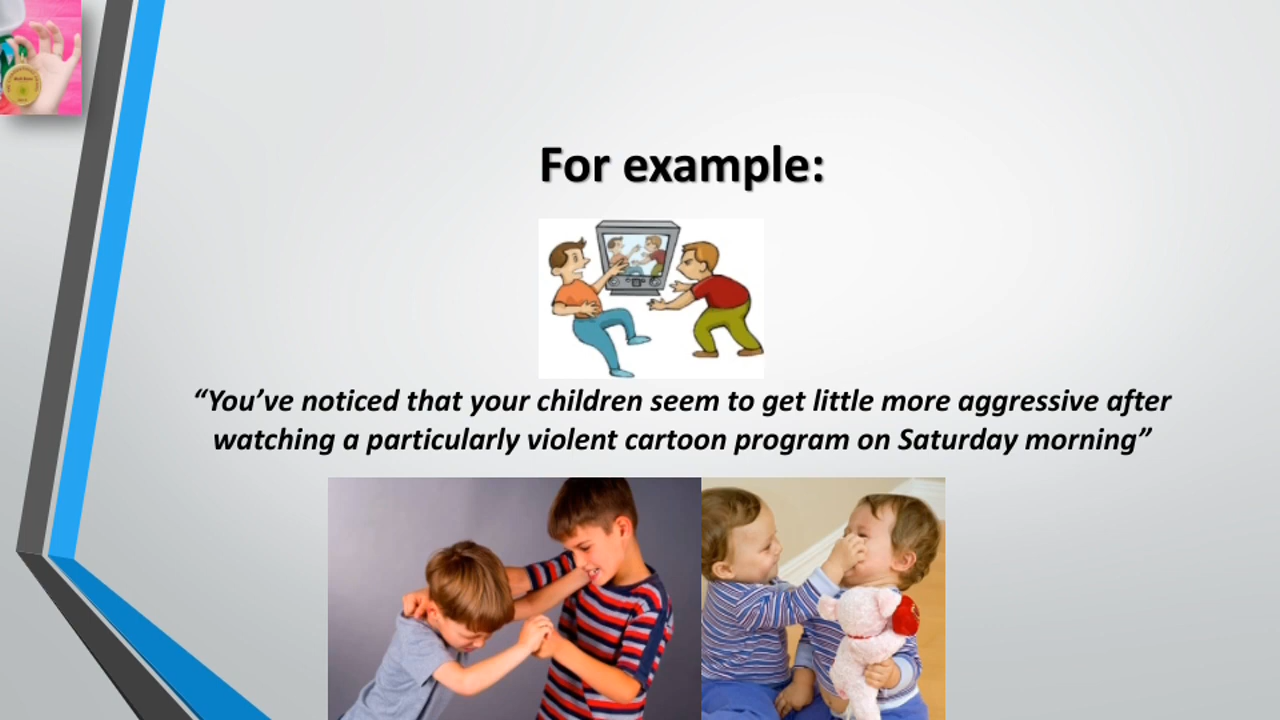 For example:
“You’ve noticed that your children seem to get little more aggressive after
watching a particularly violent cartoon program on Saturday morning”